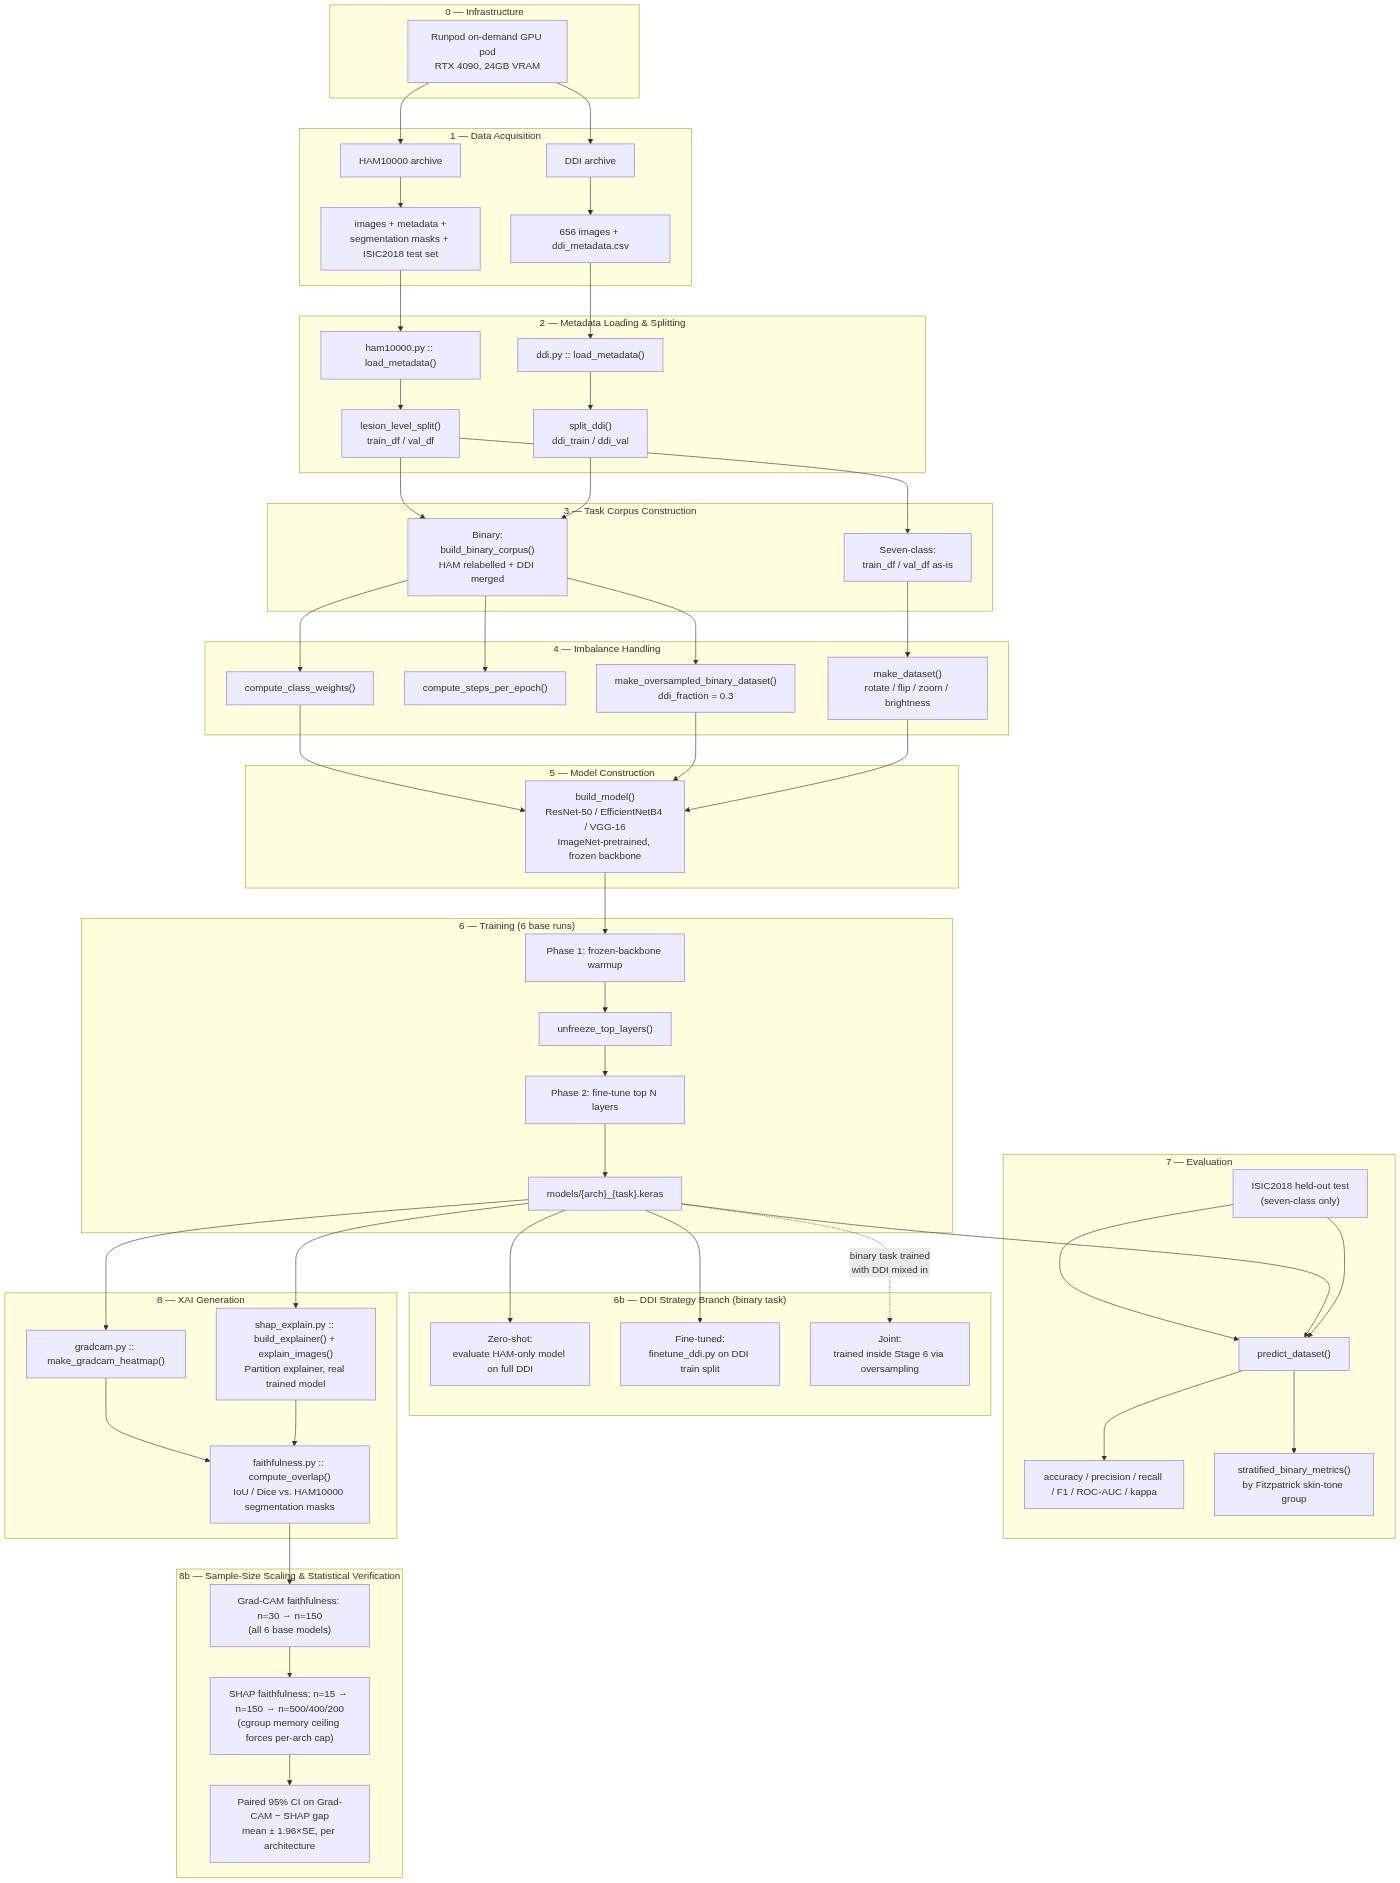 0 — Infrastructure
Runpod on-demand GPU
pod
RTX 4090, 24GB VRAM
1 — Data Acquisition
HAM10000 archive
DDI archive
images + metadata +
segmentation masks +
ISIC2018 test set
656 images +
ddi_metadata.csv
2 — Metadata Loading & Splitting
ham10000.py ::
load_metadata()
ddi.py :: load_metadata()
lesion_level_split()
train_df / val_df
split_ddi()
ddi_train / ddi_val
3 — Task Corpus Construction
Binary:
build_binary_corpus()
HAM relabelled + DDI
merged
Seven-class:
train_df / val_df as-is
4 — Imbalance Handling
compute_class_weights()
compute_steps_per_epoch()
make_oversampled_binary_dataset()
ddi_fraction = 0.3
make_dataset()
rotate / flip / zoom /
brightness
5 — Model Construction
build_model()
ResNet-50 / EfficientNetB4
/ VGG-16
ImageNet-pretrained,
frozen backbone
6 — Training (6 base runs)
Phase 1: frozen-backbone
warmup
unfreeze_top_layers()
Phase 2: fine-tune top N
layers
models/{arch}_{task}.keras
7 — Evaluation
ISIC2018 held-out test
(seven-class only)
binary task trained
with DDI mixed in
predict_dataset()
accuracy / precision / recall
/ F1 / ROC-AUC / kappa
stratified_binary_metrics()
by Fitzpatrick skin-tone
group
8 — XAI Generation
gradcam.py ::
make_gradcam_heatmap()
shap_explain.py ::
build_explainer() +
explain_images()
Partition explainer, real
trained model
faithfulness.py ::
compute_overlap()
IoU / Dice vs. HAM10000
segmentation masks
6b — DDI Strategy Branch (binary task)
Zero-shot:
evaluate HAM-only model
on full DDI
Fine-tuned:
finetune_ddi.py on DDI
train split
Joint:
trained inside Stage 6 via
oversampling
8b — Sample-Size Scaling & Statistical Verification
Grad-CAM faithfulness:
n=30 → n=150
(all 6 base models)
SHAP faithfulness: n=15 →
n=150 → n=500/400/200
(cgroup memory ceiling
forces per-arch cap)
Paired 95% CI on Grad-
CAM − SHAP gap
mean ± 1.96×SE, per
architecture